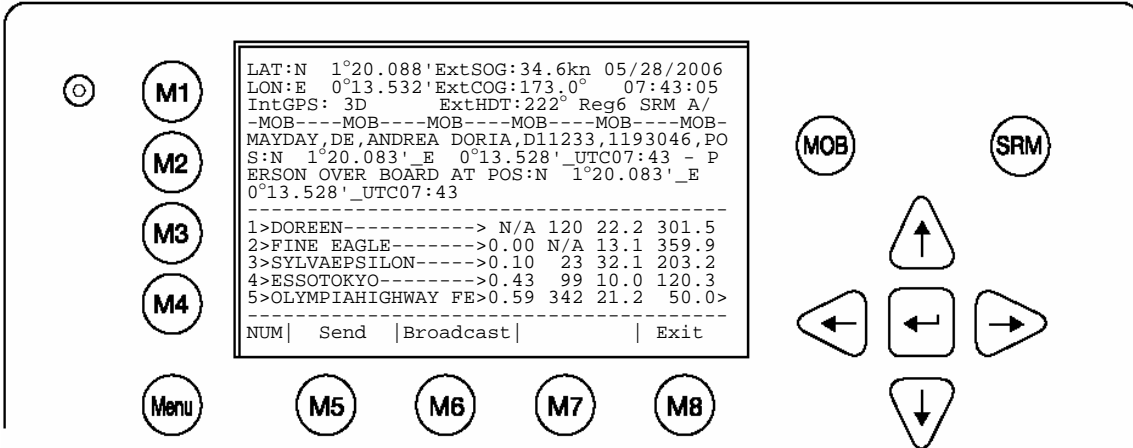 LAT:N  1°20.088'ExtSOG:34.6kn 05/28/2006
LON:E  0°13.532'ExtCOG:173.0°  07:43:05
IntGPS: 3D     ExtHDT:222° Reg6 SRM A/
-MOB----MOB----MOB----MOB----MOB----MOB-
MAYDAY,DE,ANDREA DORIA,D11233,1193046,PO
S:N  1°20.083'_E  0°13.528'_UTC07:43 - P
ERSON OVER BOARD AT POS:N  1°20.083'_E
0°13.528'_UTC07:43
----------------------------------------
1>DOREEN-----------> N/A 120 22.2 301.5
2>FINE EAGLE------->0.00 N/A 13.1 359.9
3>SYLVAEPSILON----->0.10  23 32.1 203.2
4>ESSOTOKYO-------->0.43  99 10.0 120.3
5>OLYMPIAHIGHWAY FE>0.59 342 21.2  50.0>
----------------------------------------
NUM|  Send  |Broadcast|         | Exit
M1
M2
M3
M4
Menu
M5
M6
M7
M8
MOB
SRM